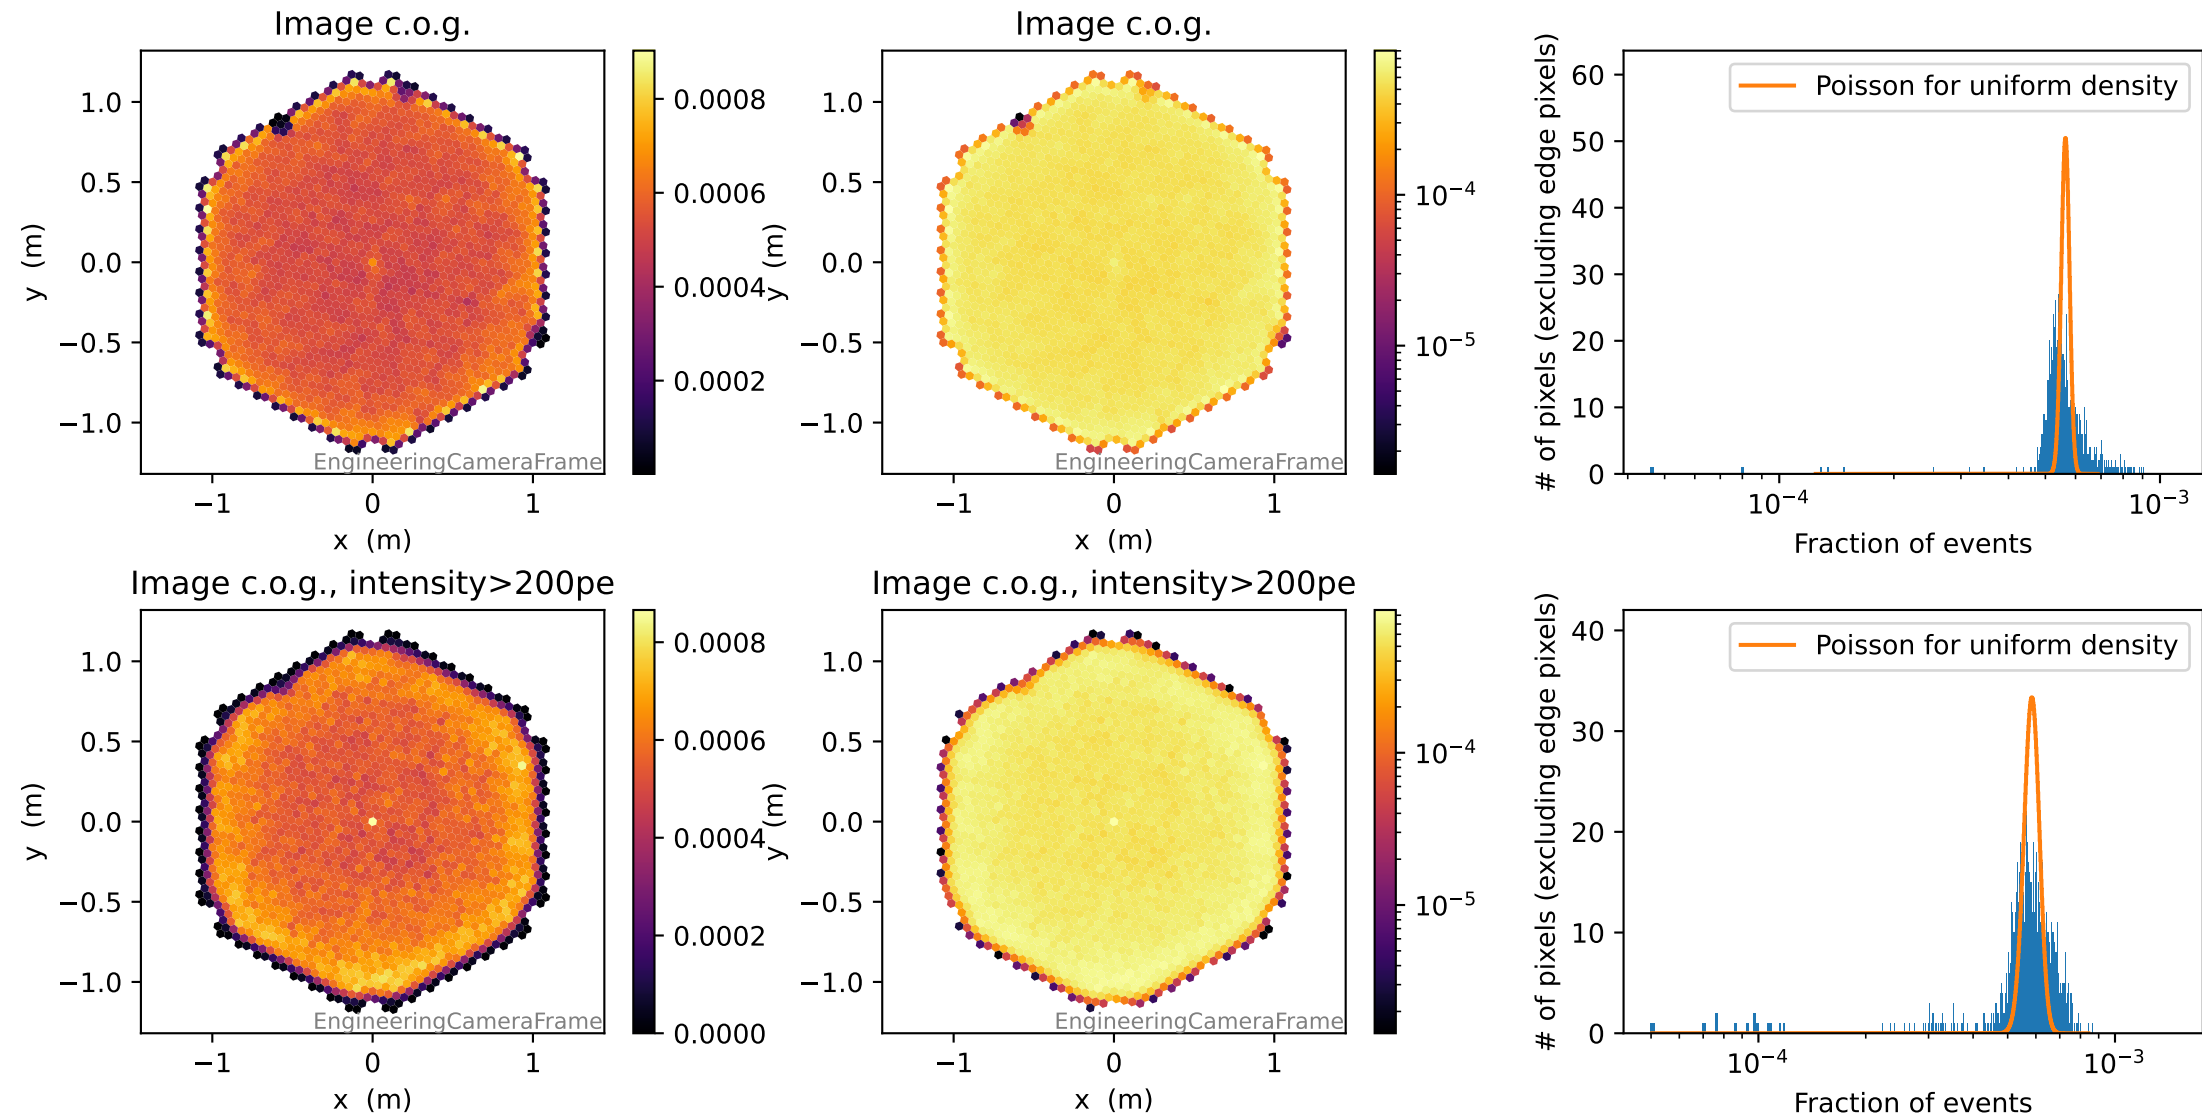 Image c.o.g.
y (m)
1.0
0.5
0.0
−0.5
−1.0
−1
0
1
x (m)
EngineeringCameraFrame
0.0008
0.0006
0.0004
0.0002
Image c.o.g.
y (m)
1.0
0.5
0.0
−0.5
−1.0
−1
0
1
x (m)
EngineeringCameraFrame
10−4
10−5
# of pixels (excluding edge pixels)
60
50
40
30
20
10
0
Poisson for uniform density
10−4
10−3
Fraction of events
Image c.o.g., intensity>200pe
y (m)
1.0
0.5
0.0
−0.5
−1.0
−1
0
1
x (m)
EngineeringCameraFrame
0.0008
0.0006
0.0004
0.0002
0.0000
Image c.o.g., intensity>200pe
y (m)
1.0
0.5
0.0
−0.5
−1.0
−1
0
1
x (m)
EngineeringCameraFrame
10−4
10−5
# of pixels (excluding edge pixels)
40
30
20
10
0
Poisson for uniform density
10−4
10−3
Fraction of events